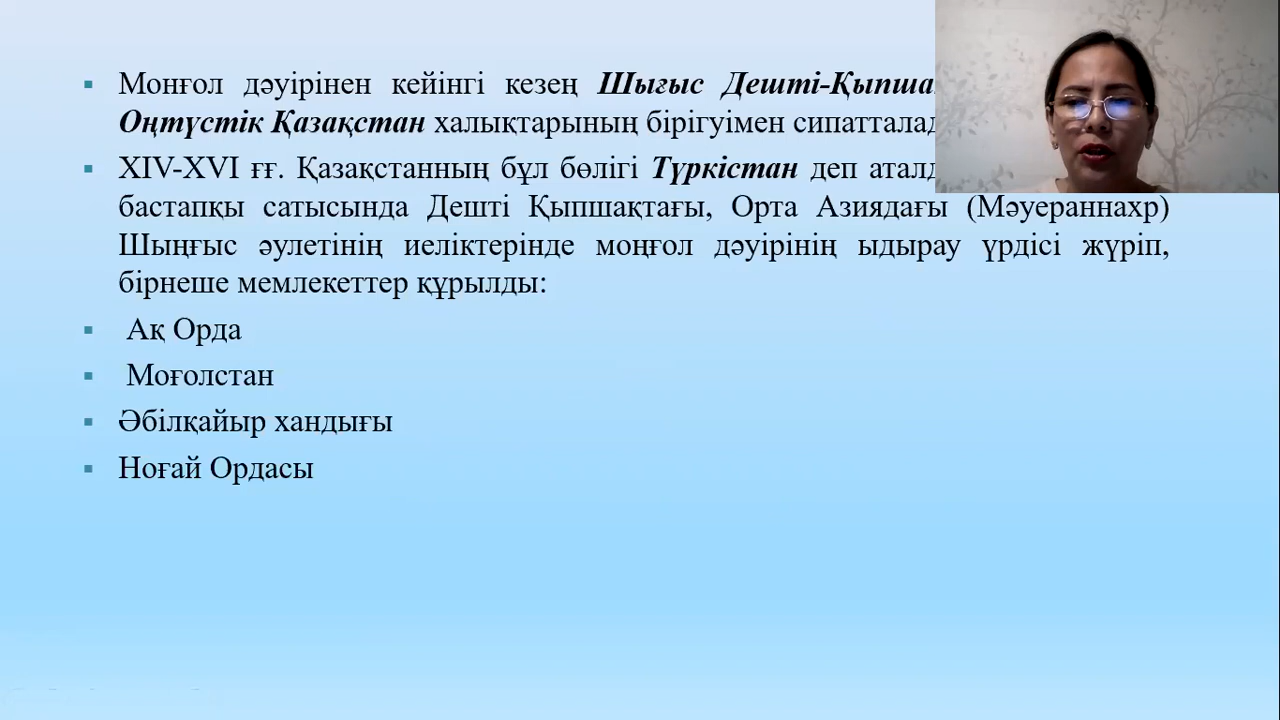 Монғол дәуірінен кейінгі кезең Шығыс Дешті-Қыпша
Оңтүстік Қазақстан халықтарының бірігуімен сипаттала
XIV-XVI ғғ. Қазақстанның бұл бөлігі Түркістан деп атал
бастапқы сатысында Дешті Қыпшақтағы, Орта Азиядағы (Мәуераннахр)
Шыңғыс әулетінің иеліктерінде моңғол дәуірінің ыдырау үрдісі жүріп,
бірнеше мемлекеттер құрылды:
Ақ Орда
Моғолстан
Әбілқайыр хандығы
Ноғай Ордасы